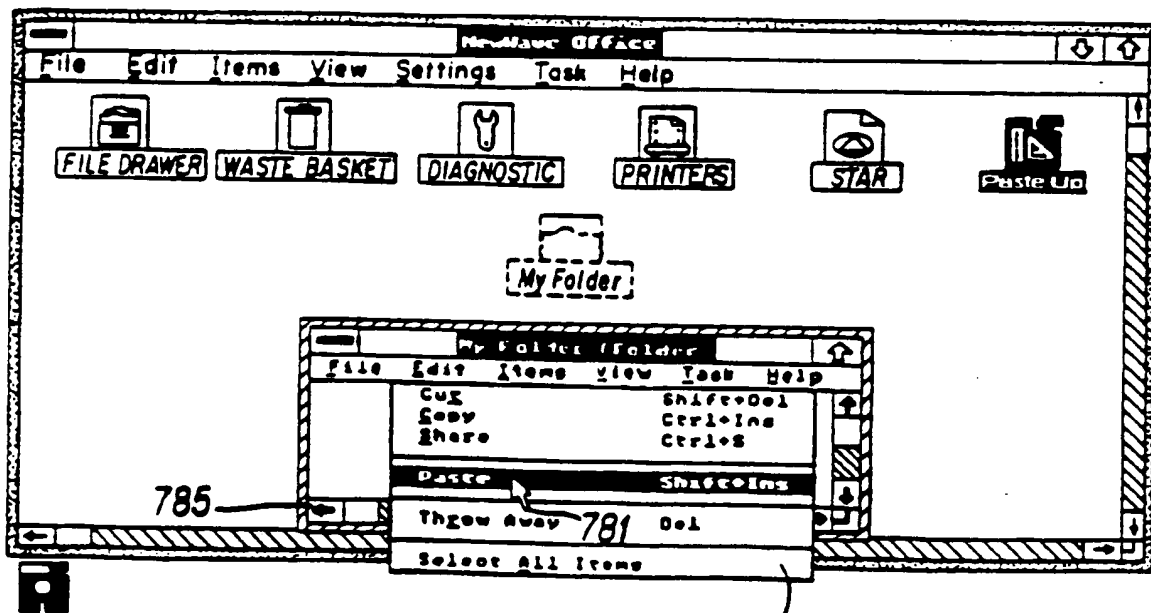 NewWave Office
File Edit Items View Settings Task Help
FILE DRAWER WASTE BASKET DIAGNOSTIC PRINTERS STAR Paste Up
My Folder
My Folder (Folder
File Edit Items View Task Help
Cut Shift+Del
Copy Ctrl+Ins
Share Ctrl+S
Paste Shift+Ins
785
Throw Away 781 Del
Select All Items